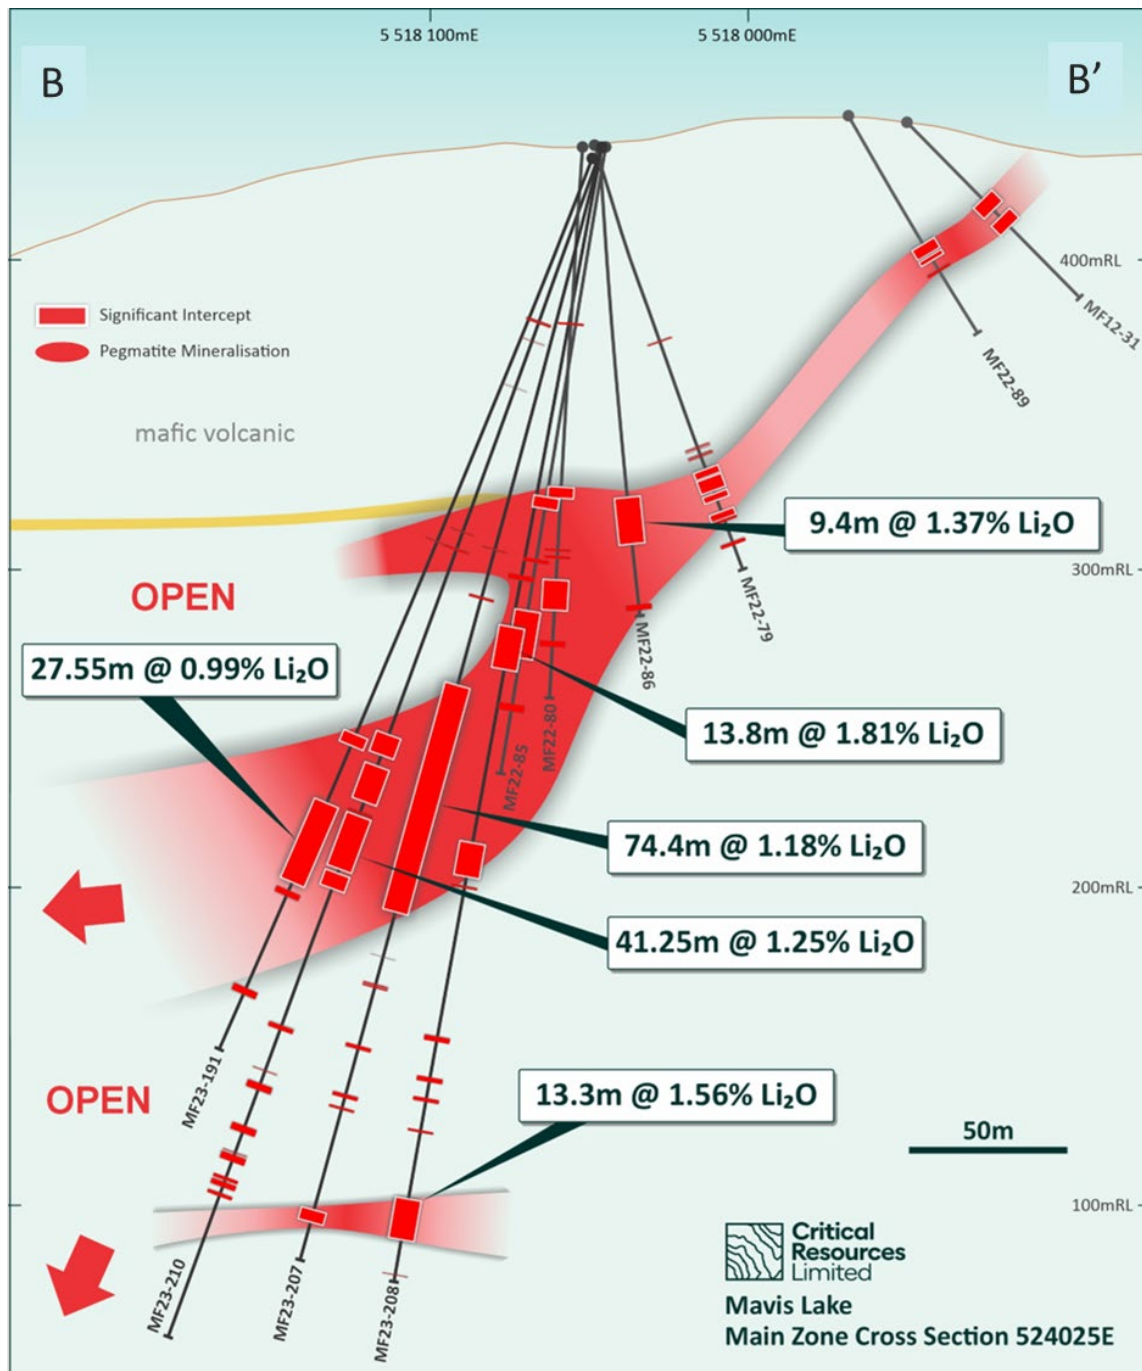 5 518 100mE
5 518 000mE
B
B'
400mRL
Significant Intercept
Pegmatite Mineralisation
MF12-31
MF22-89
mafic volcanic
9.4m @ 1.37% Li₂O
300mRL
OPEN
MF22-79
MF22-86
27.55m @ 0.99% Li₂O
13.8m @ 1.81% Li₂O
MF22-80
MF22-85
74.4m @ 1.18% Li₂O
200mRL
41.25m @ 1.25% Li₂O
MF23-191
OPEN
13.3m @ 1.56% Li₂O
50m
100mRL
MF23-210
MF23-207
MF23-208
Critical
Resources
Limited
Mavis Lake
Main Zone Cross Section 524025E